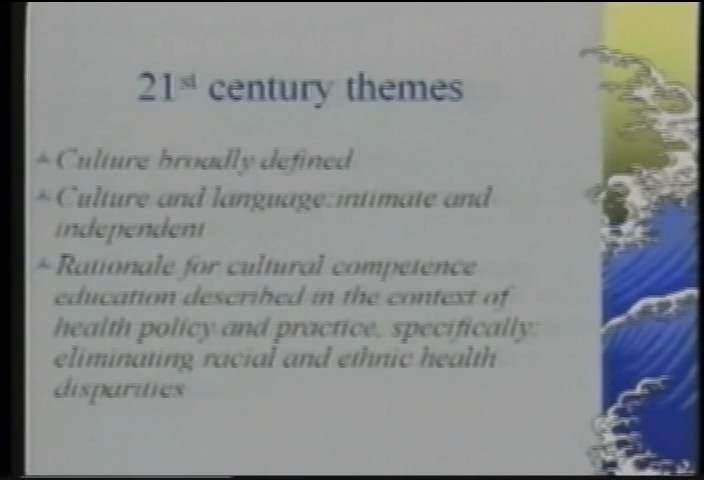 21st century themes
Culture broadly defined
Culture and language:intimate and
independent
Rationale for cultural competence
education described in the context of
health policy and practice, specifically:
eliminating racial and ethnic health
disparities